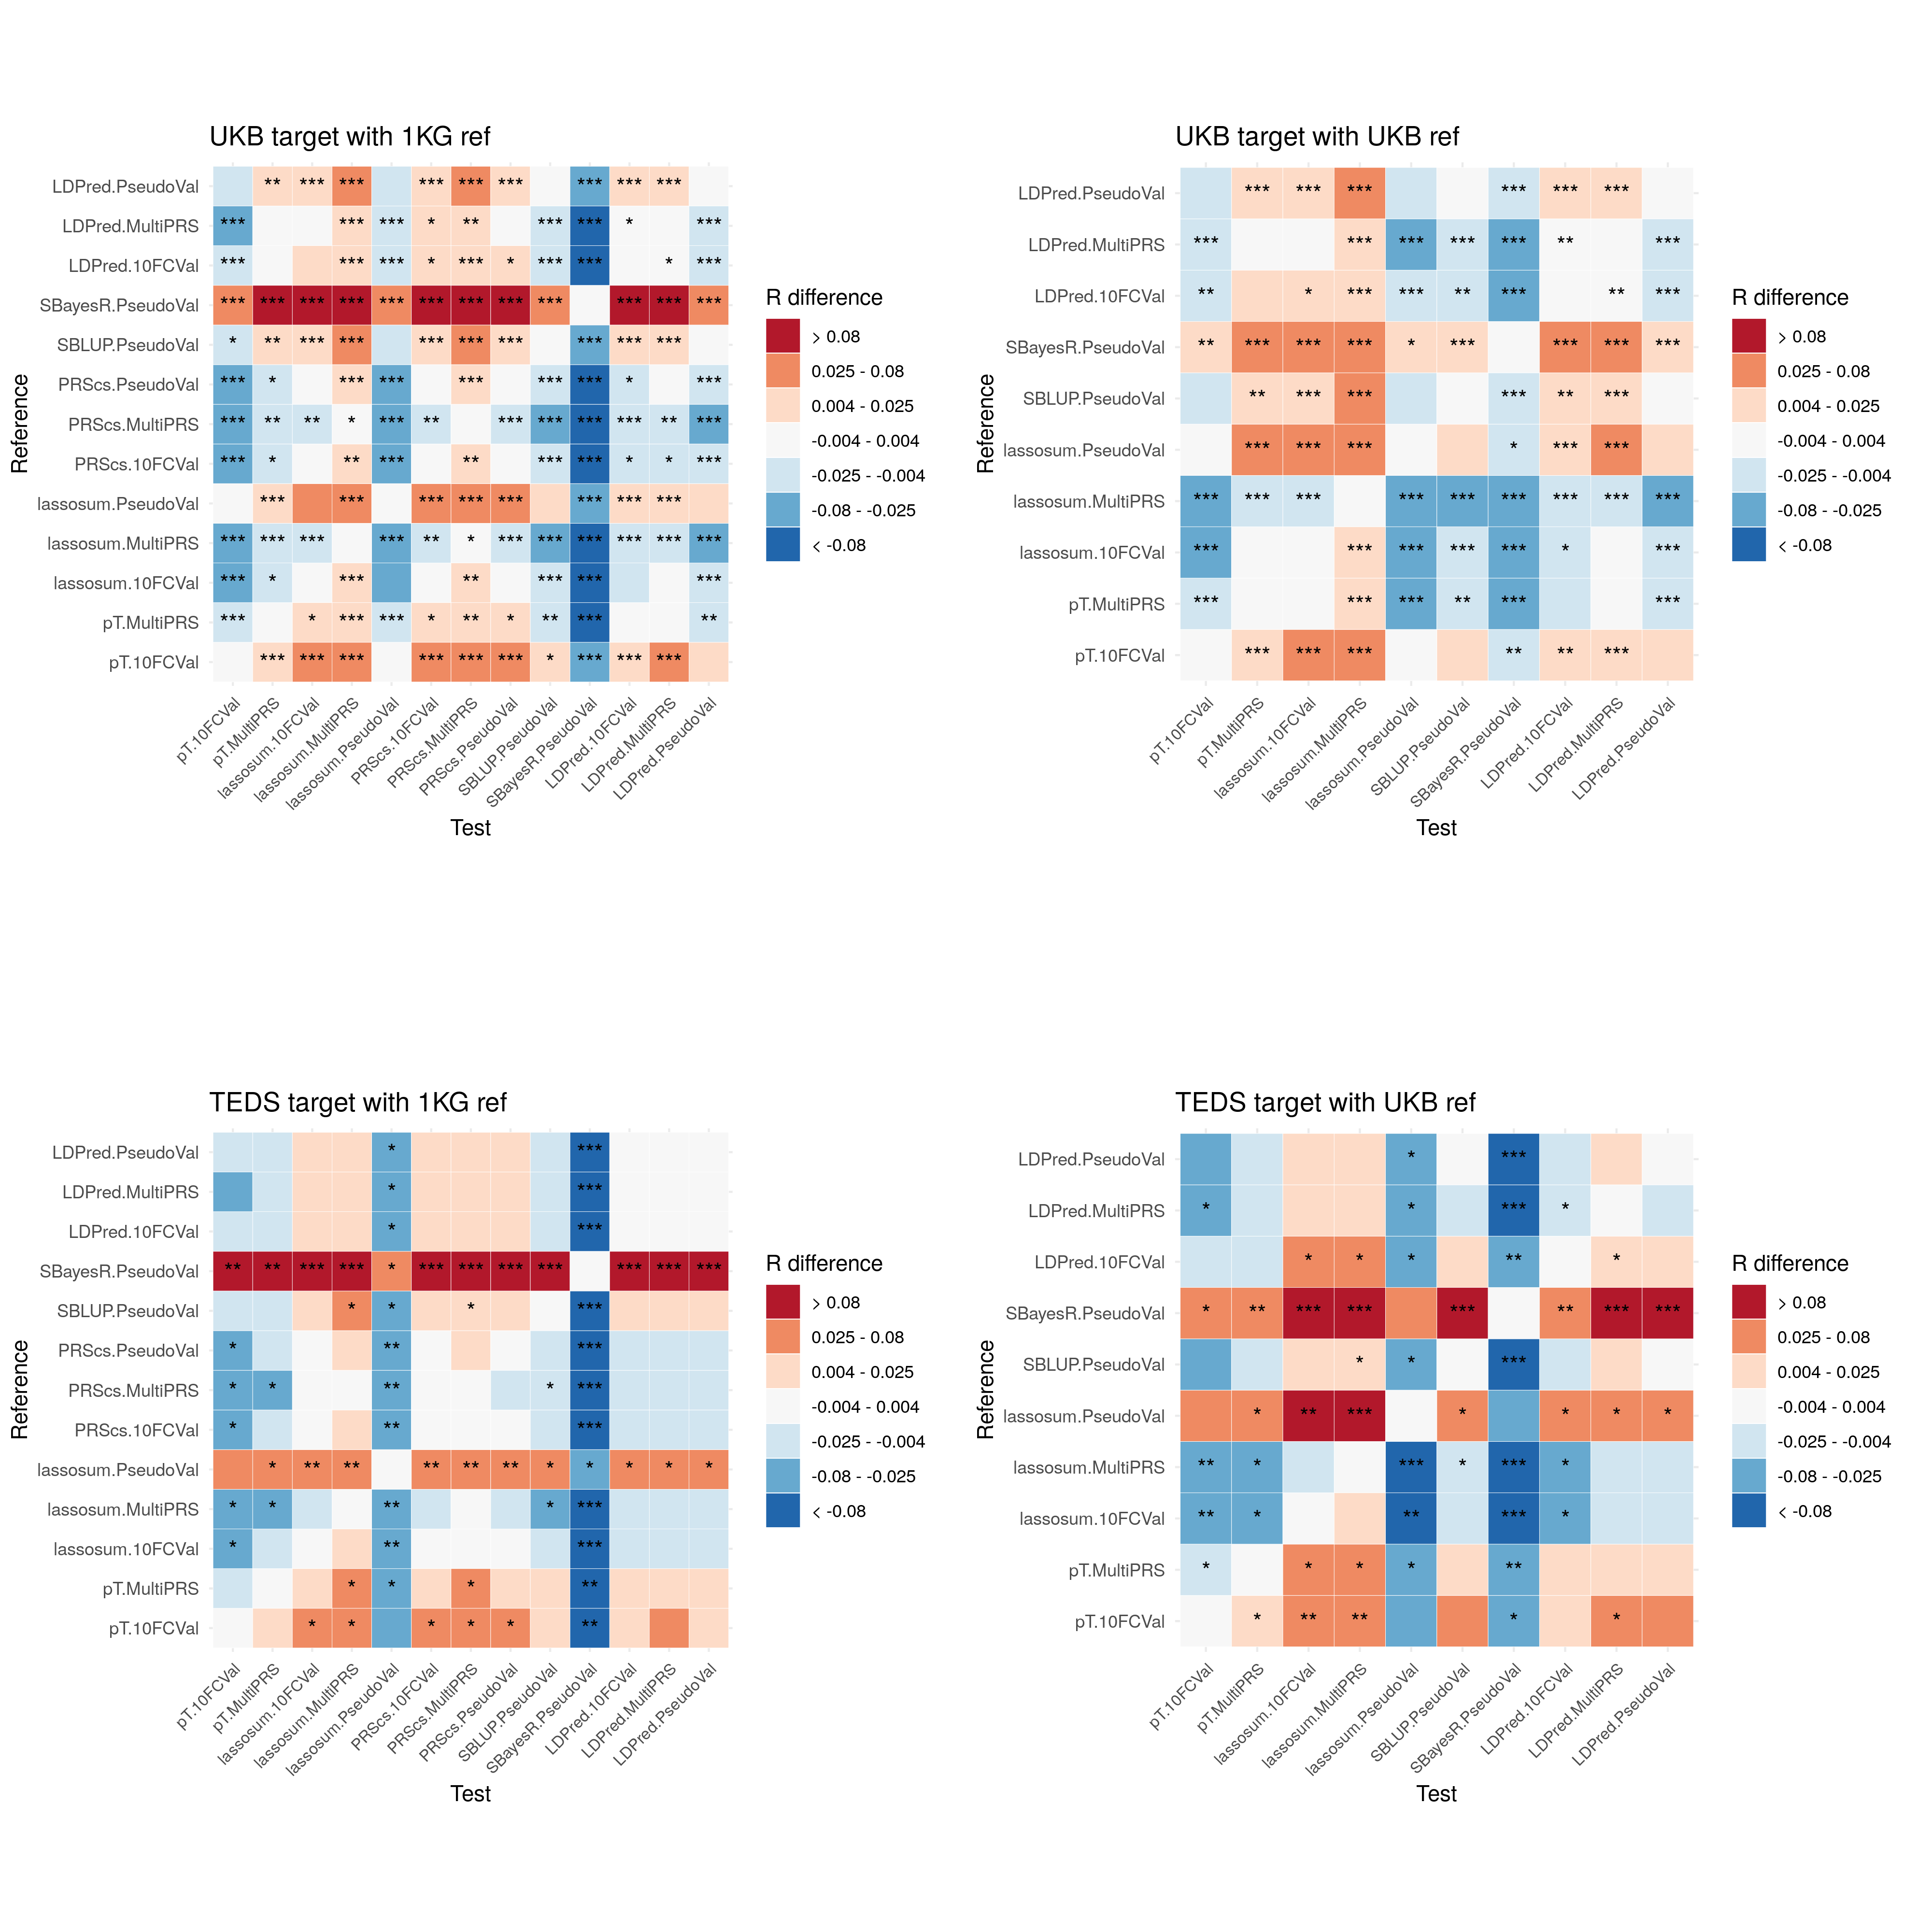 UKB target with 1KG ref
Reference
LDPred.PseudoVal ** *** *** *** *** *** *** *** ***
LDPred.MultiPRS *** *** *** * ** *** *** * ***
LDPred.10FCVal *** *** *** * *** * *** *** * ***
SBayesR.PseudoVal *** *** *** *** *** *** *** *** *** *** *** ***
SBLUP.PseudoVal * ** *** *** *** *** *** *** *** ***
PRScs.PseudoVal *** * *** *** *** *** *** * ***
PRScs.MultiPRS *** ** ** * *** ** *** *** *** *** ** ***
PRScs.10FCVal *** * ** *** ** *** *** * * ***
lassosum.PseudoVal *** *** *** *** *** *** *** ***
lassosum.MultiPRS *** *** *** *** ** * *** *** *** *** *** ***
lassosum.10FCVal *** * *** ** *** *** ***
pT.MultiPRS *** * *** *** * ** * ** *** **
pT.10FCVal *** *** *** *** *** *** * *** *** ***
pT.10FCVal
pT.MultiPRS
lassosum.10FCVal
lassosum.MultiPRS
lassosum.PseudoVal
PRScs.10FCVal
PRScs.MultiPRS
PRScs.PseudoVal
SBLUP.PseudoVal
SBayesR.PseudoVal
LDPred.10FCVal
LDPred.MultiPRS
LDPred.PseudoVal
Test
R difference
> 0.08
0.025 - 0.08
0.004 - 0.025
-0.004 - 0.004
-0.025 - -0.004
-0.08 - -0.025
< -0.08
UKB target with UKB ref
Reference
LDPred.PseudoVal *** *** *** *** *** ***
LDPred.MultiPRS *** *** *** *** *** ** ***
LDPred.10FCVal ** * *** *** ** *** ** ***
SBayesR.PseudoVal ** *** *** *** * *** *** *** ***
SBLUP.PseudoVal ** *** *** *** ** ***
lassosum.PseudoVal *** *** *** * *** ***
lassosum.MultiPRS *** *** *** *** *** *** *** *** ***
lassosum.10FCVal *** *** *** *** *** * ***
pT.MultiPRS *** *** *** ** *** ***
pT.10FCVal *** *** *** ** ** ***
pT.10FCVal
pT.MultiPRS
lassosum.10FCVal
lassosum.MultiPRS
lassosum.PseudoVal
SBLUP.PseudoVal
SBayesR.PseudoVal
LDPred.10FCVal
LDPred.MultiPRS
LDPred.PseudoVal
Test
R difference
> 0.08
0.025 - 0.08
0.004 - 0.025
-0.004 - 0.004
-0.025 - -0.004
-0.08 - -0.025
< -0.08
TEDS target with 1KG ref
Reference
LDPred.PseudoVal * ***
LDPred.MultiPRS * ***
LDPred.10FCVal * ***
SBayesR.PseudoVal ** ** *** *** * *** *** *** *** *** *** ***
SBLUP.PseudoVal * * * ***
PRScs.PseudoVal * ** ***
PRScs.MultiPRS * * ** * ***
PRScs.10FCVal * ** ***
lassosum.PseudoVal * ** ** ** ** ** * * * * *
lassosum.MultiPRS * * ** * ***
lassosum.10FCVal * ** ***
pT.MultiPRS * * * **
pT.10FCVal * * * * * **
pT.10FCVal
pT.MultiPRS
lassosum.10FCVal
lassosum.MultiPRS
lassosum.PseudoVal
PRScs.10FCVal
PRScs.MultiPRS
PRScs.PseudoVal
SBLUP.PseudoVal
SBayesR.PseudoVal
LDPred.10FCVal
LDPred.MultiPRS
LDPred.PseudoVal
Test
R difference
> 0.08
0.025 - 0.08
0.004 - 0.025
-0.004 - 0.004
-0.025 - -0.004
-0.08 - -0.025
< -0.08
TEDS target with UKB ref
Reference
LDPred.PseudoVal * ***
LDPred.MultiPRS * * *** *
LDPred.10FCVal * * * ** *
SBayesR.PseudoVal * ** *** *** *** ** *** ***
SBLUP.PseudoVal * * ***
lassosum.PseudoVal * ** *** * * * *
lassosum.MultiPRS ** * *** * *** *
lassosum.10FCVal ** * ** *** *
pT.MultiPRS * * * * **
pT.10FCVal * ** ** * *
pT.10FCVal
pT.MultiPRS
lassosum.10FCVal
lassosum.MultiPRS
lassosum.PseudoVal
SBLUP.PseudoVal
SBayesR.PseudoVal
LDPred.10FCVal
LDPred.MultiPRS
LDPred.PseudoVal
Test
R difference
> 0.08
0.025 - 0.08
0.004 - 0.025
-0.004 - 0.004
-0.025 - -0.004
-0.08 - -0.025
< -0.08